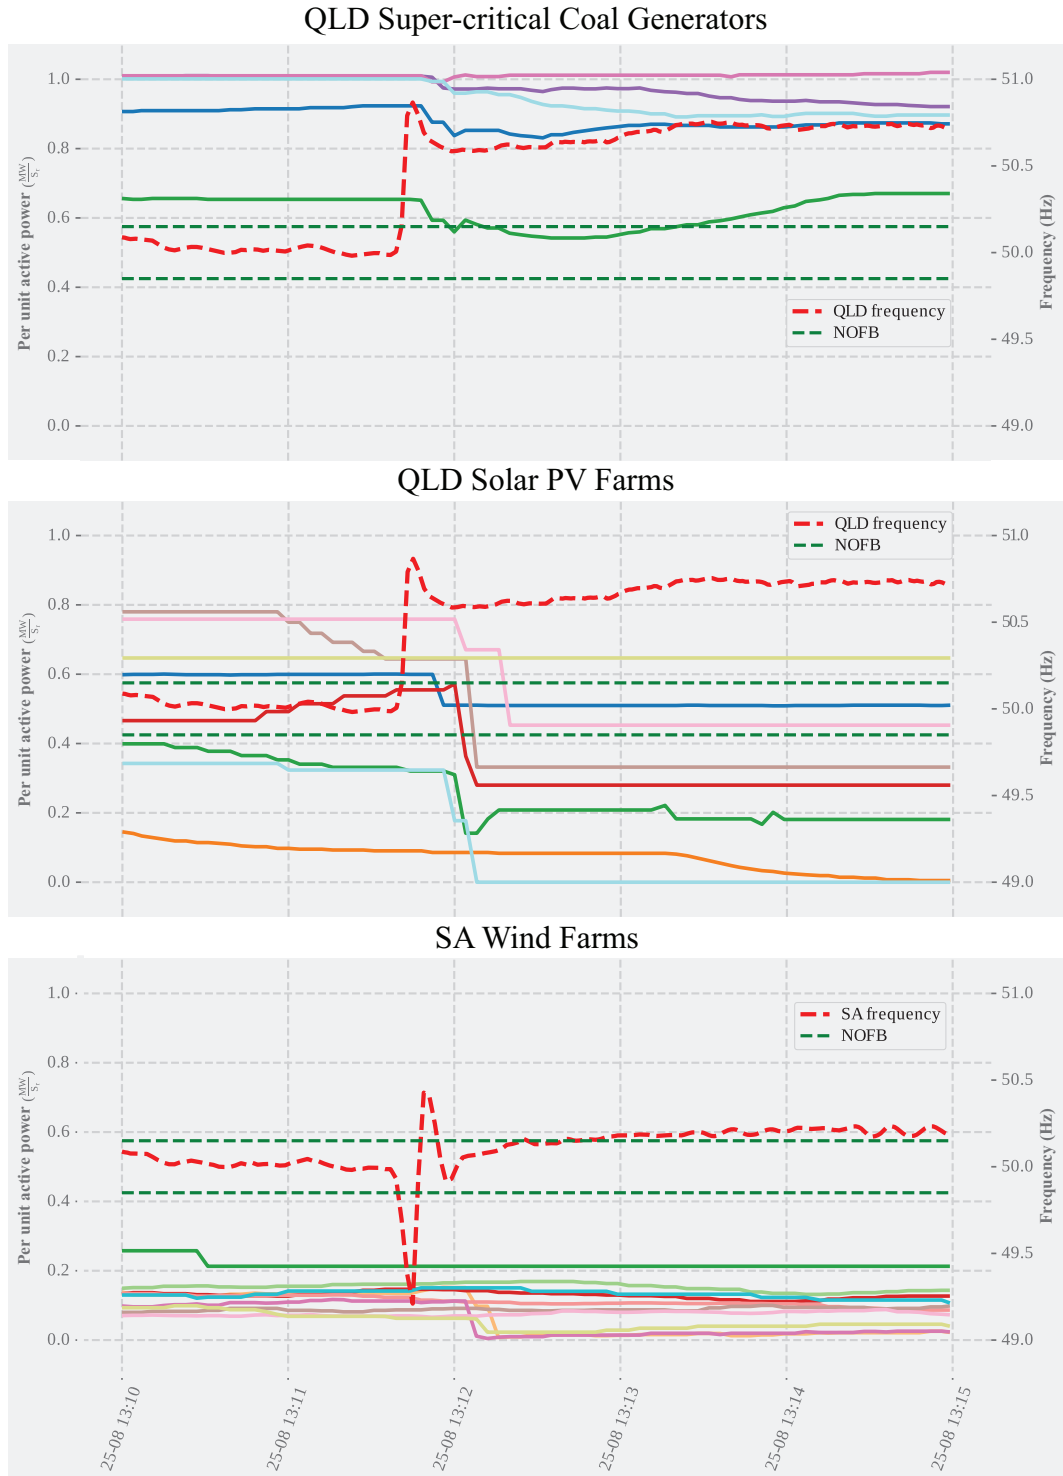 QLD Super-critical Coal Generators
1.0
0.8
0.6
0.4
0.2
0.0
Per unit active power (MW/Sr)
51.0
50.5
50.0
49.5
49.0
Frequency (Hz)
QLD frequency
NOFB
QLD Solar PV Farms
1.0
0.8
0.6
0.4
0.2
0.0
Per unit active power (MW/Sr)
51.0
50.5
50.0
49.5
49.0
Frequency (Hz)
QLD frequency
NOFB
SA Wind Farms
1.0
0.8
0.6
0.4
0.2
0.0
Per unit active power (MW/Sr)
51.0
50.5
50.0
49.5
49.0
Frequency (Hz)
SA frequency
NOFB
25-08 13:10
25-08 13:11
25-08 13:12
25-08 13:13
25-08 13:14
25-08 13:15